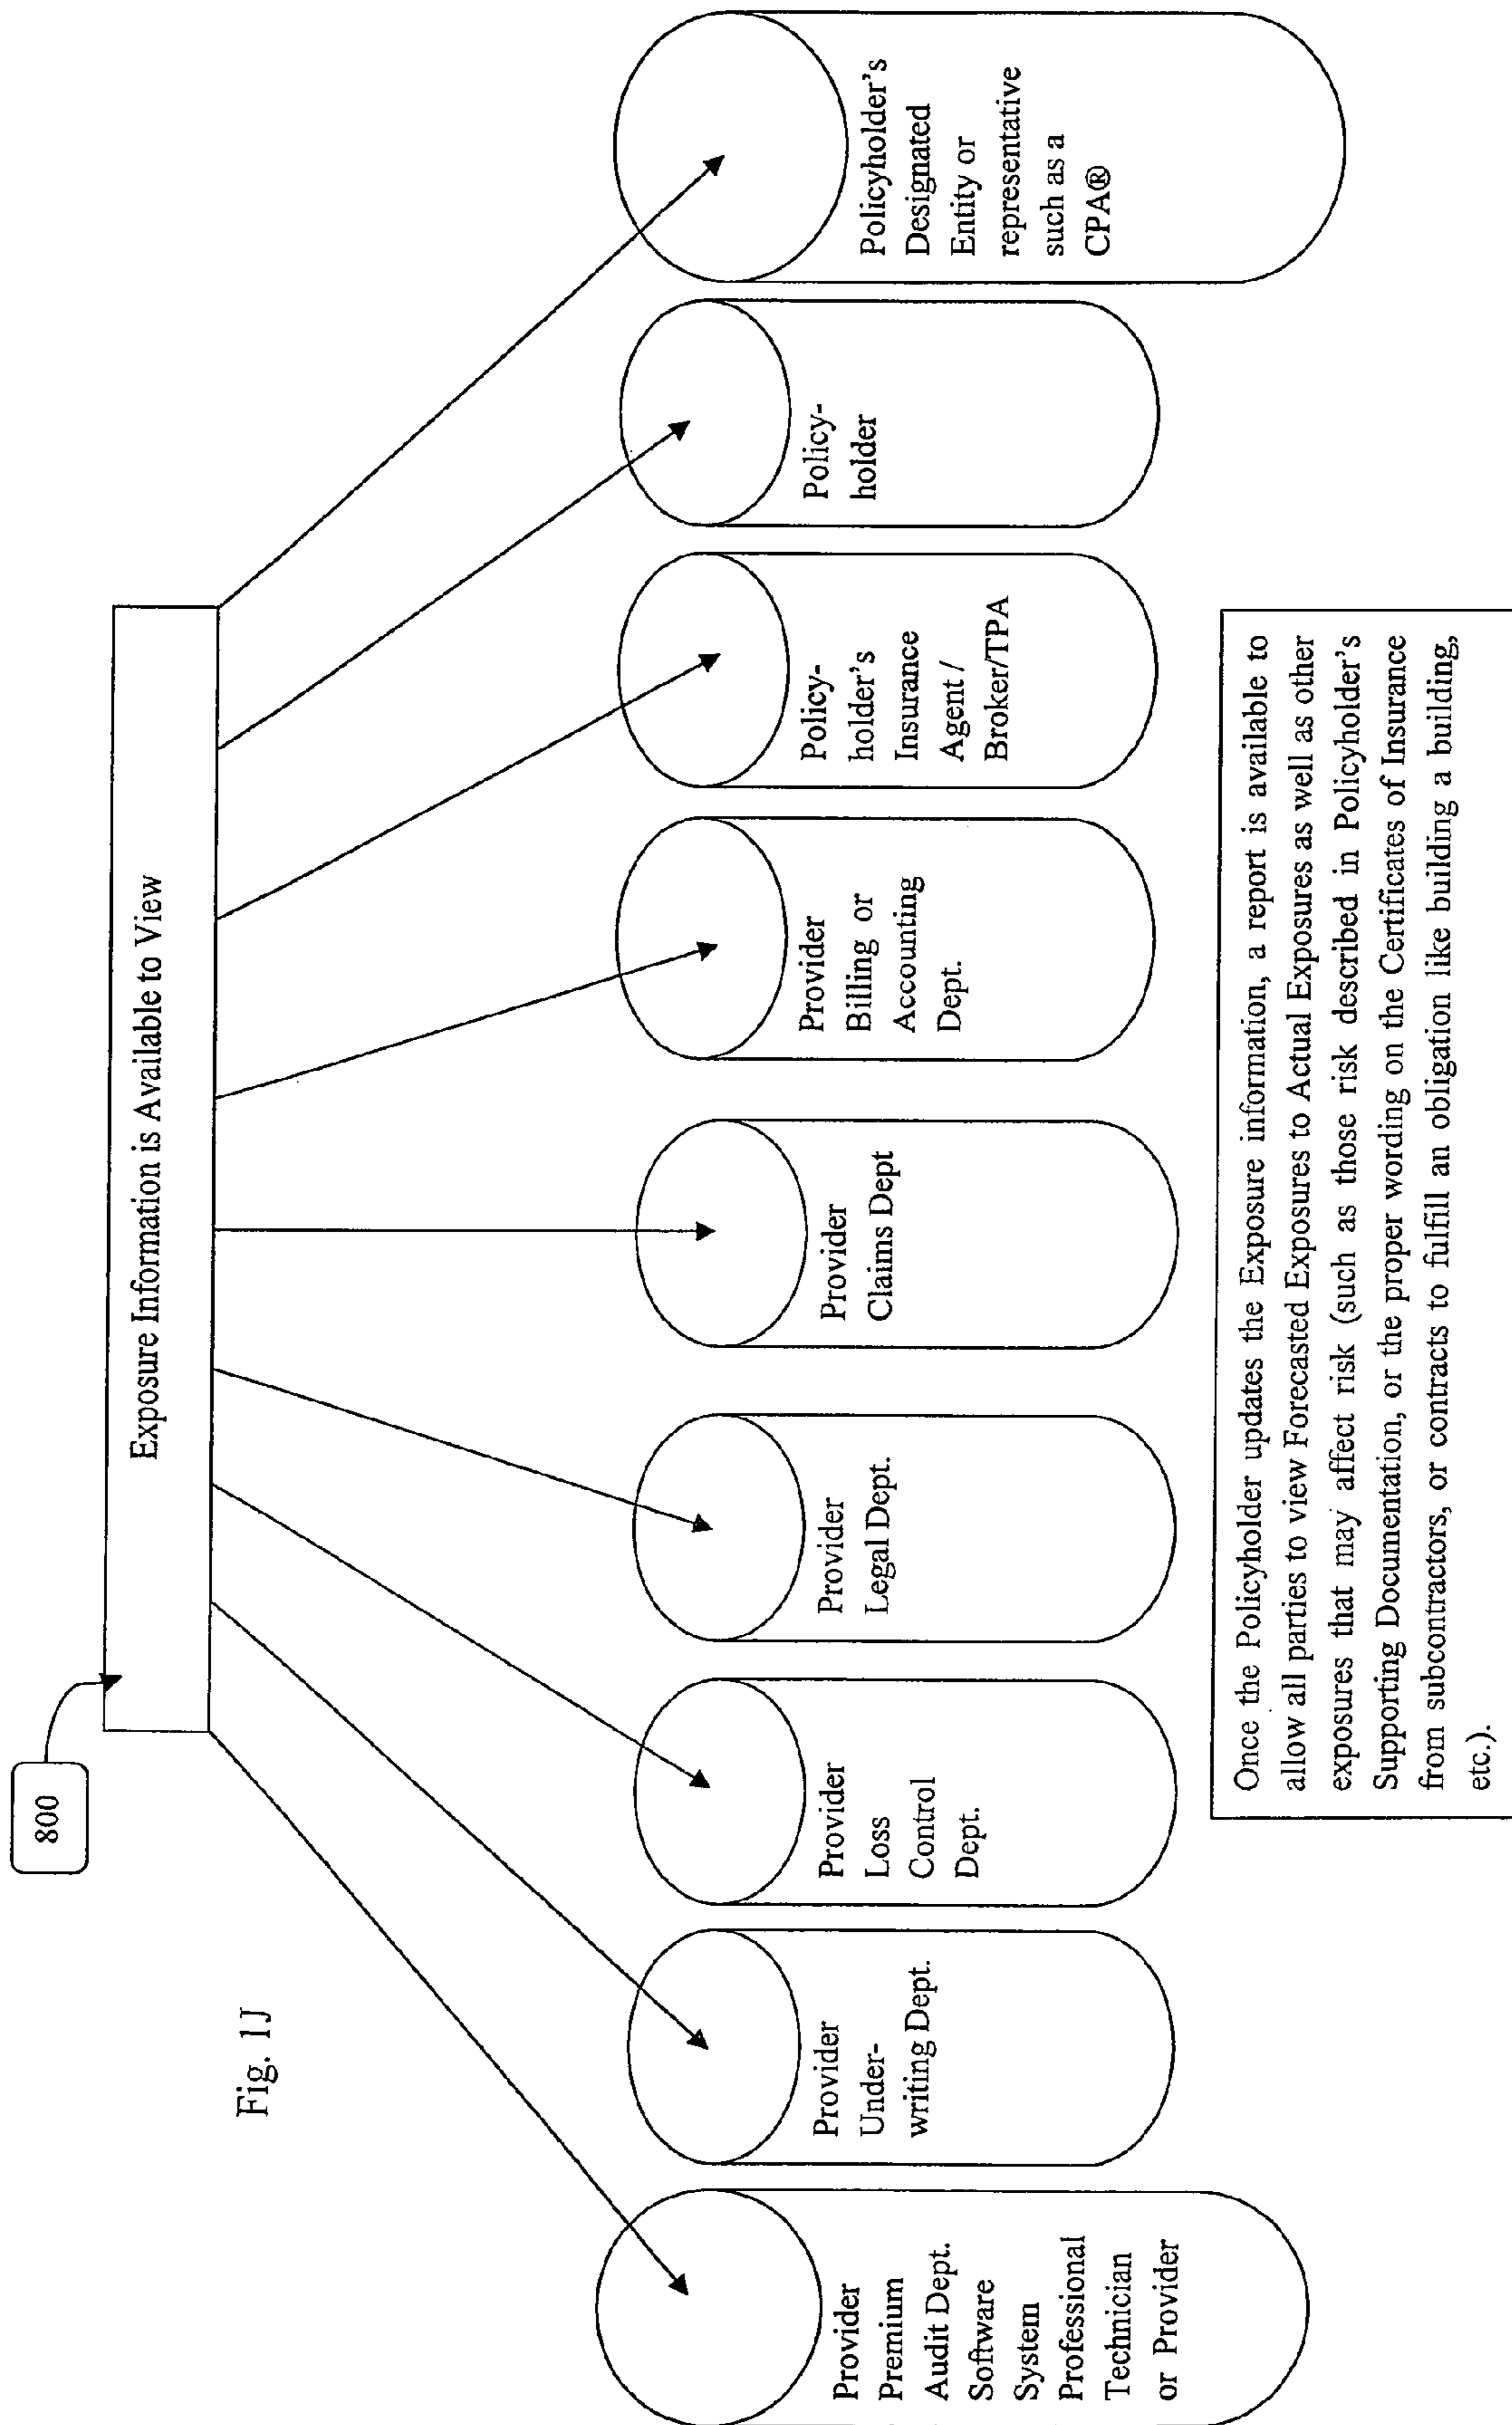 800
Exposure Information is Available to View
Fig. 1J
Provider
Premium
Audit Dept.
Software
System
Professional
Technician
or Provider
Provider
Under-
writing Dept.
Provider
Loss
Control
Dept.
Provider
Legal Dept.
Provider
Claims Dept
Provider
Billing or
Accounting
Dept.
Policy-
holder's
Insurance
Agent /
Broker/TPA
Policy-
holder
Policyholder's
Designated
Entity or
representative
such as a
CPA®
Once the Policyholder updates the Exposure information, a report is available to
allow all parties to view Forecasted Exposures to Actual Exposures as well as other
exposures that may affect risk (such as those risk described in Policyholder's
Supporting Documentation, or the proper wording on the Certificates of Insurance
from subcontractors, or contracts to fulfill an obligation like building a building,
etc.).